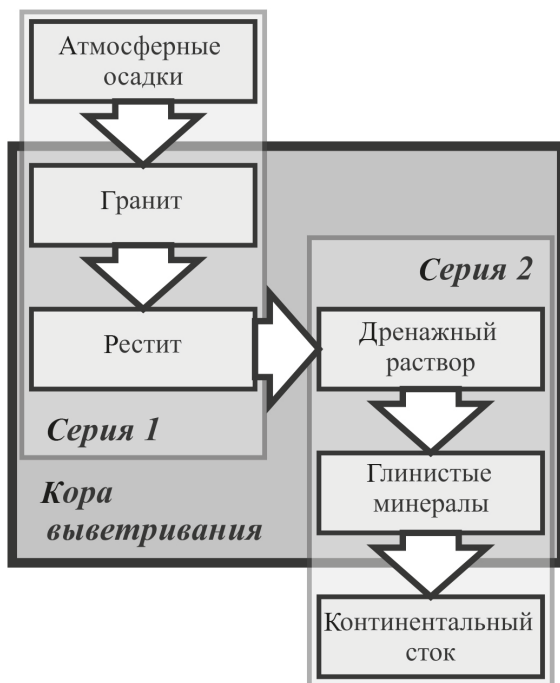 Атмосферные
осадки
Гранит
Серия 2
Рестит
Дренажный
раствор
Серия 1
Глинистые
минералы
Кора
выветривания
Континентальный
сток